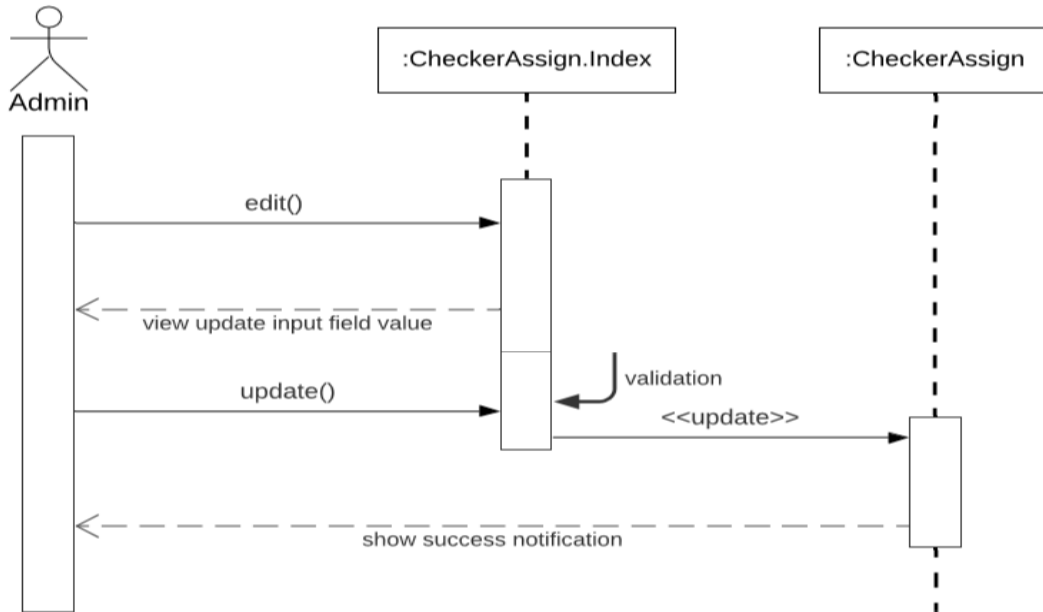 :CheckerAssign.Index
:CheckerAssign
Admin
edit()
view update input field value
update()
validation
<<update>>
show success notification